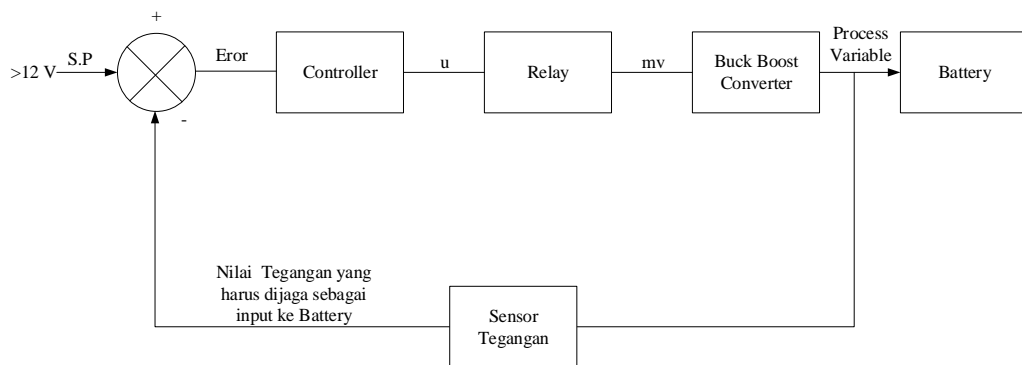 +
>12 V
S.P
Eror
Controller
u
Relay
mv
Buck Boost
Converter
Process
Variable
Battery
-
Nilai Tegangan yang
harus dijaga sebagai
input ke Battery
Sensor
Tegangan